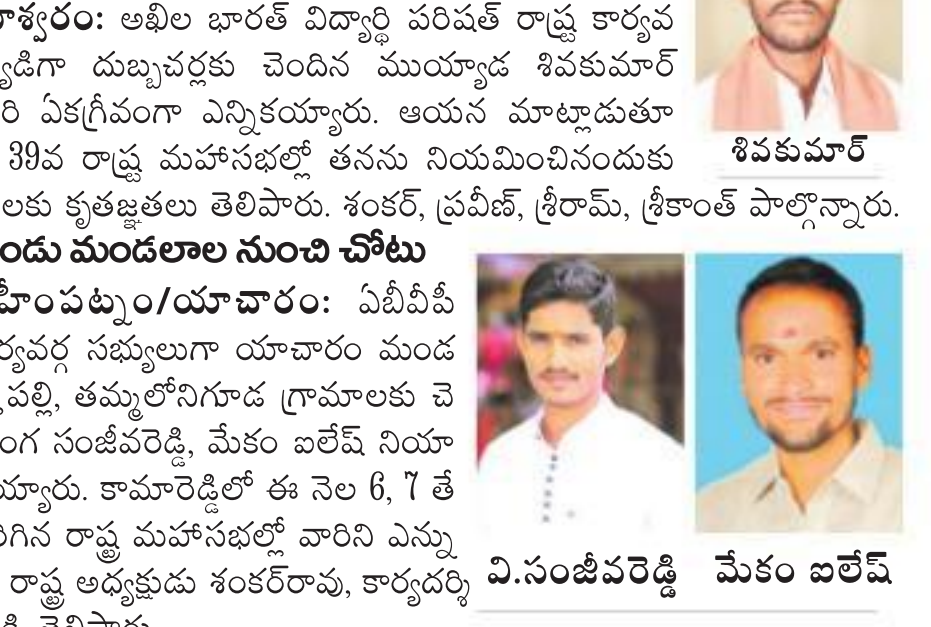 అఖిల భారత్ విద్యార్థి పరిషత్ రాష్ట్ర కార్యవ
దుబ్బచర్లకు చెందిన ముయ్యాడ శివకుమార్
ఏకగ్రీవంగా ఎన్నికయ్యారు. ఆయన మాట్లాడుతూ
39వ రాష్ట్ర మహాసభల్లో తనను నియమించినందుకు
శివకుమార్
లకు కృతజ్ఞతలు తెలిపారు. శంకర్, ప్రవీణ్, శ్రీరామ్, శ్రీకాంత్ పాల్గొన్నారు.
ండు మండలాల నుంచి చోటు
హీంపట్నం/యాచారం: ఏబీవీపీ
ర్యవర్గ సభ్యులుగా యాచారం మండ
పల్లి, తమ్మలోనిగూడ గ్రామాలకు చె
ంగ సంజీవరెడ్డి, మేకం ఐలేష్ నియా
య్యారు. కామారెడ్డిలో ఈ నెల 6, 7 తే
రిగిన రాష్ట్ర మహాసభల్లో వారిని ఎన్ను
రాష్ట్ర అధ్యక్షుడు శంకర్‌రావు, కార్యదర్శి
వి.సంజీవరెడ్డి మేకం ఐలేష్